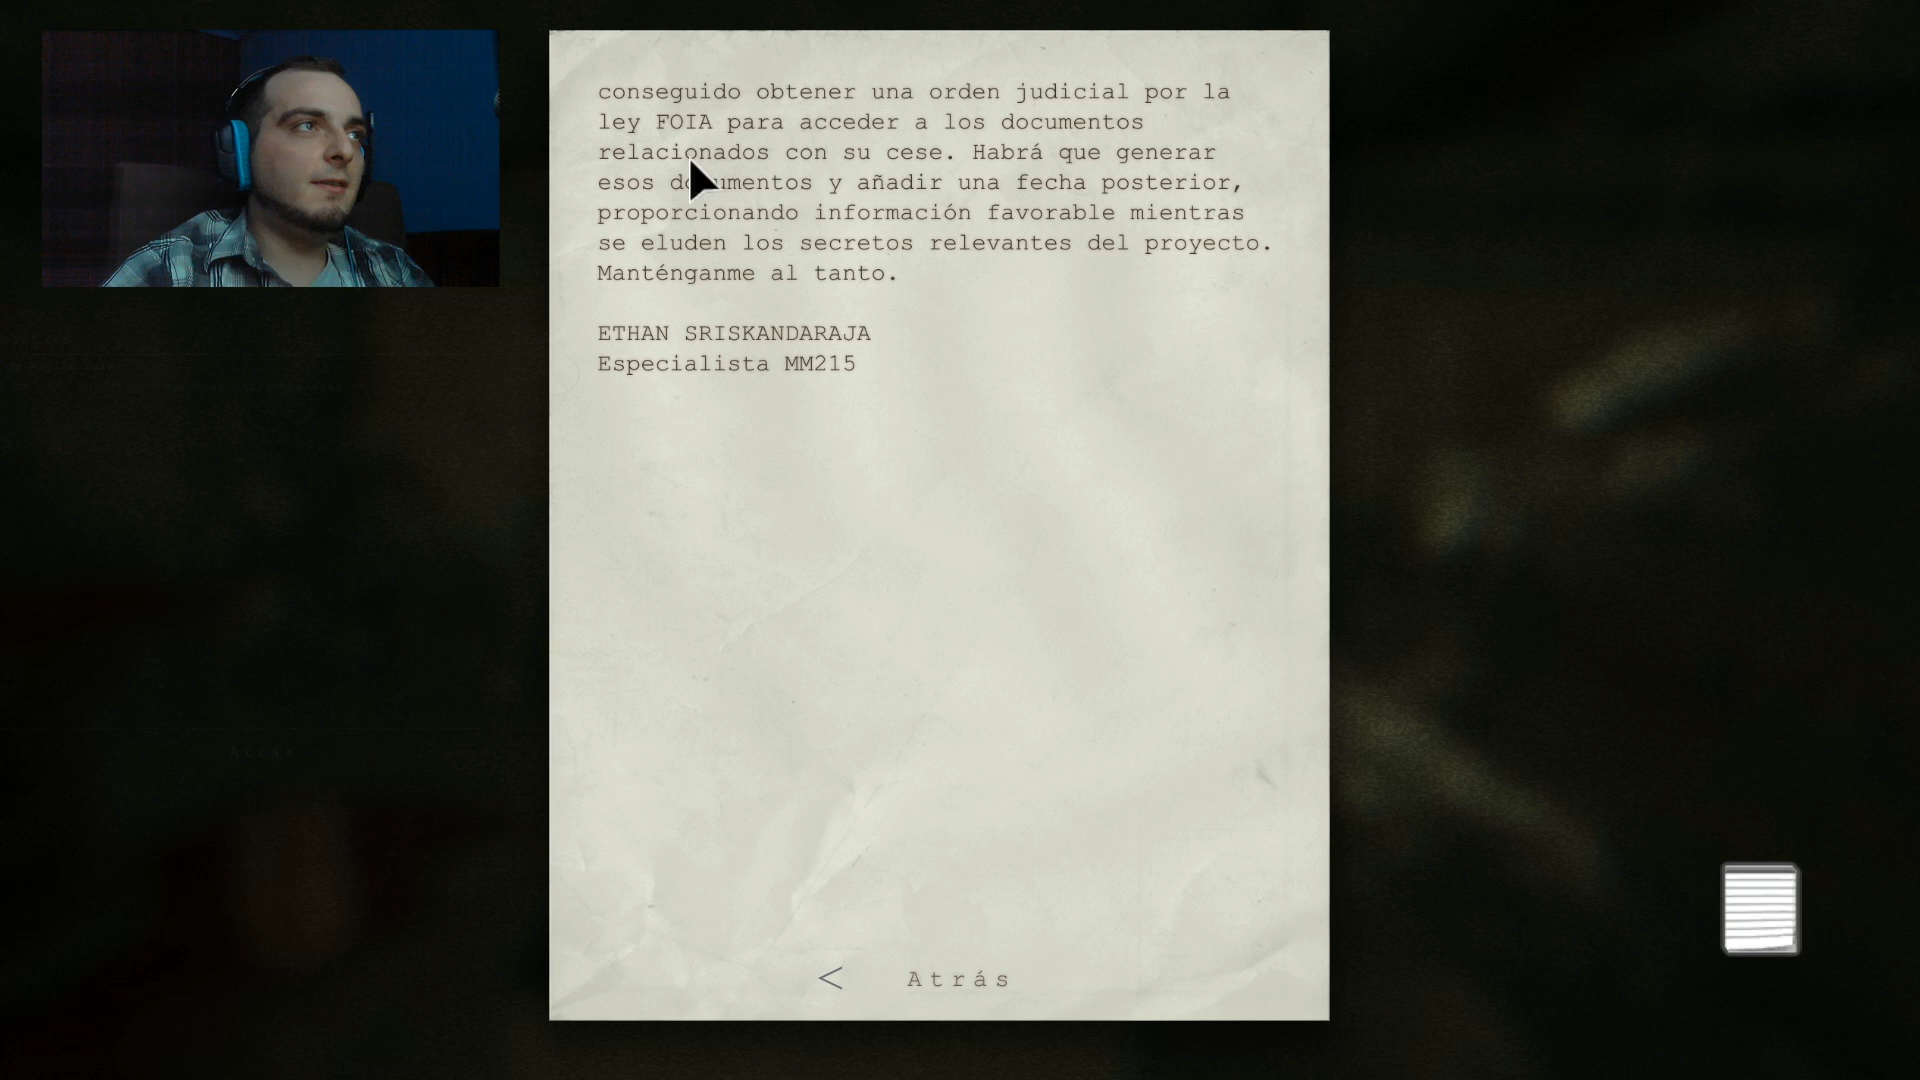 conseguido obtener una orden judicial por la
ley FOIA para acceder a los documentos
relacionados con su cese. Habrá que generar
esos documentos y añadir una fecha posterior,
proporcionando información favorable mientras
se eluden los secretos relevantes del proyecto.
Manténganme al tanto.
ETHAN SRISKANDARAJA
Especialista MM215
< Atrás
Atrás